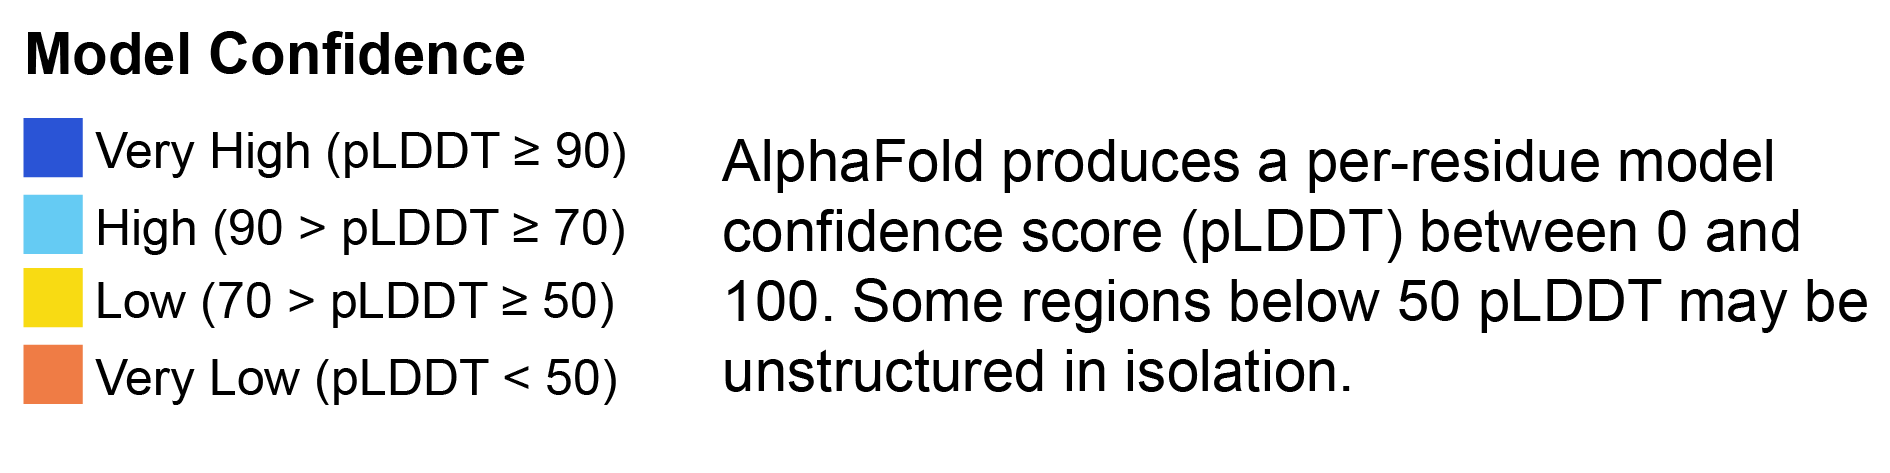 Model Confidence
Very High (pLDDT ≥ 90)
High (90 > pLDDT ≥ 70)
Low (70 > pLDDT ≥ 50)
Very Low (pLDDT < 50)
AlphaFold produces a per-residue model
confidence score (pLDDT) between 0 and
100. Some regions below 50 pLDDT may be
unstructured in isolation.